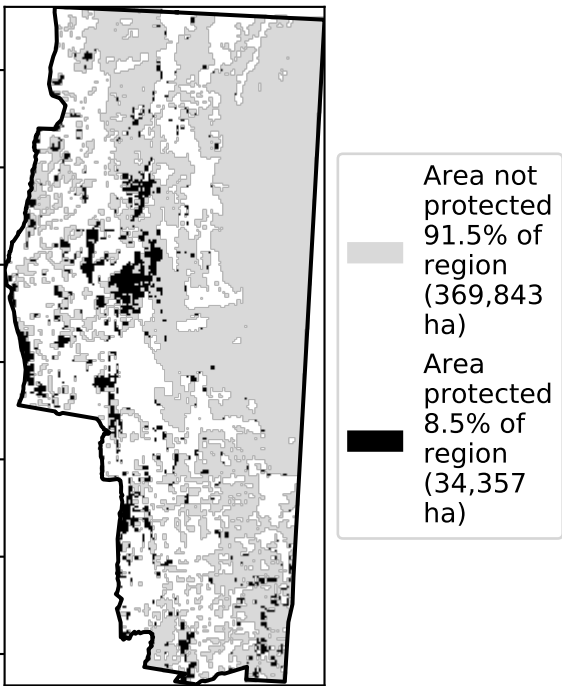 Area not
protected
91.5% of
region
(369,843
ha)
Area
protected
8.5% of
region
(34,357
ha)